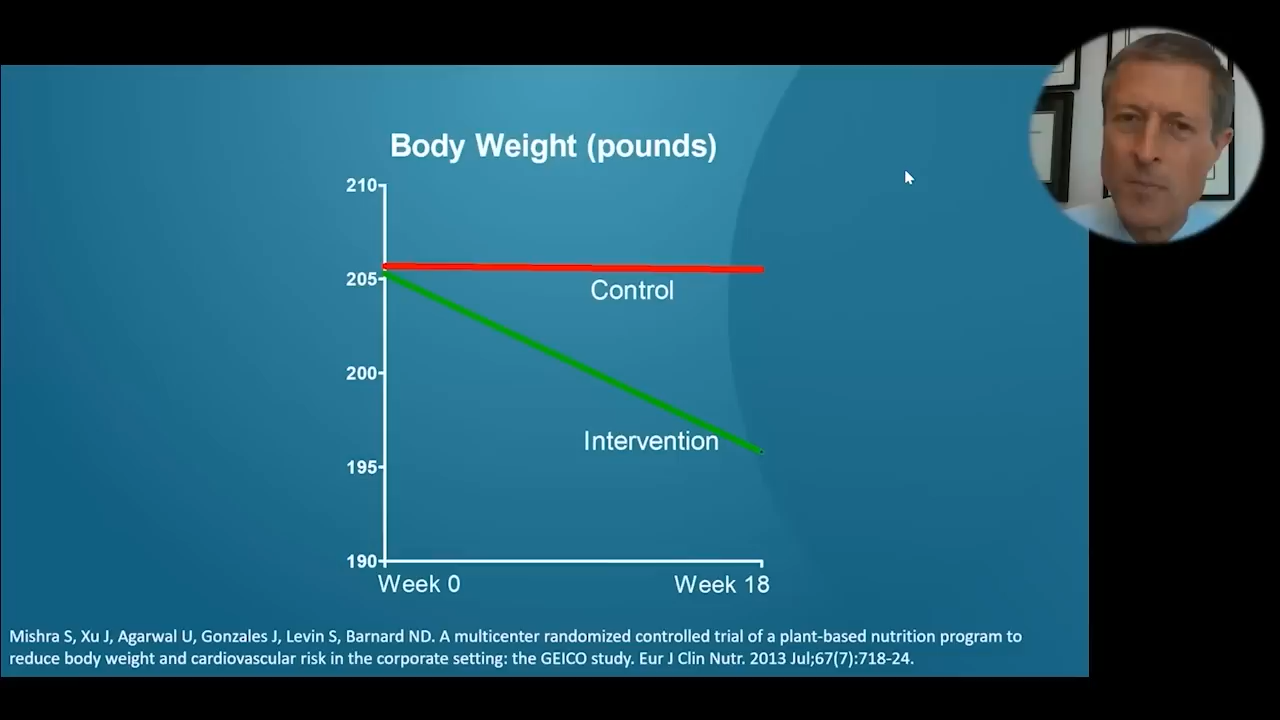 Body Weight (pounds)
210
205
Control
200
Intervention
195
190
Week 0 Week 18
Mishra S, Xu J, Agarwal U, Gonzales J, Levin S, Barnard ND. A multicenter randomized controlled trial of a plant-based nutrition program to
reduce body weight and cardiovascular risk in the corporate setting: the GEICO study. Eur J Clin Nutr. 2013 Jul;67(7):718-24.